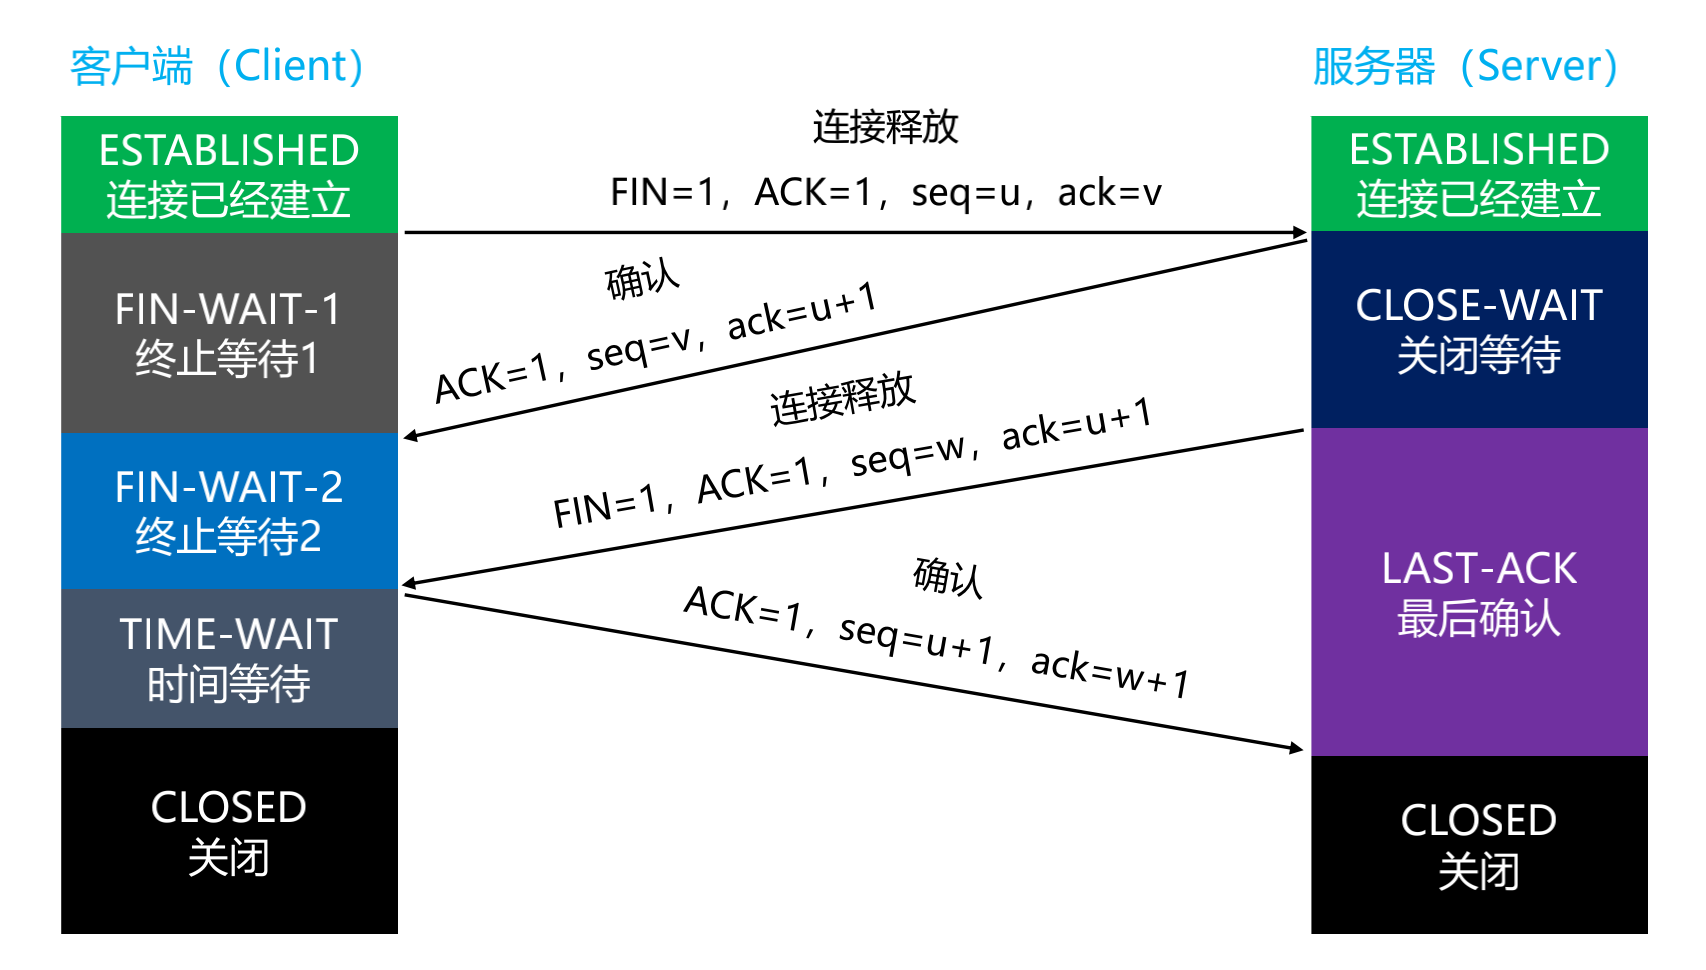 客户端（Client）
服务器（Server）
ESTABLISHED
连接已经建立
连接释放
FIN=1，ACK=1，seq=u，ack=v
ESTABLISHED
连接已经建立
FIN-WAIT-1
终止等待1
确认
ACK=1，seq=v，ack=u+1
CLOSE-WAIT
关闭等待
FIN-WAIT-2
终止等待2
连接释放
FIN=1，ACK=1，seq=w，ack=u+1
LAST-ACK
最后确认
TIME-WAIT
时间等待
确认
ACK=1，seq=u+1，ack=w+1
CLOSED
关闭
CLOSED
关闭